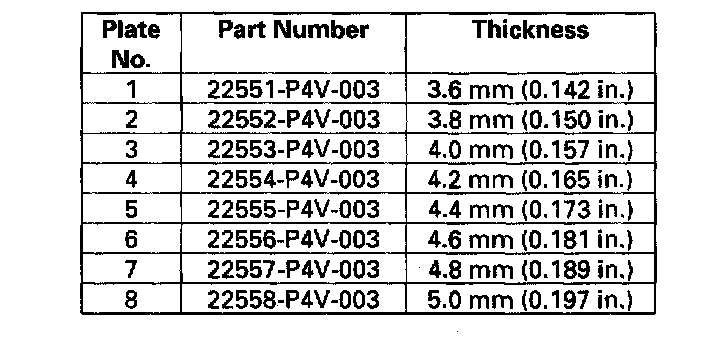 Plate No. Part Number Thickness
1 22551-P4V-003 3.6 mm (0.142 in.)
2 22552-P4V-003 3.8 mm (0.150 in.)
3 22553-P4V-003 4.0 mm (0.157 in.)
4 22554-P4V-003 4.2 mm (0.165 in.)
5 22555-P4V-003 4.4 mm (0.173 in.)
6 22556-P4V-003 4.6 mm (0.181 in.)
7 22557-P4V-003 4.8 mm (0.189 in.)
8 22558-P4V-003 5.0 mm (0.197 in.)